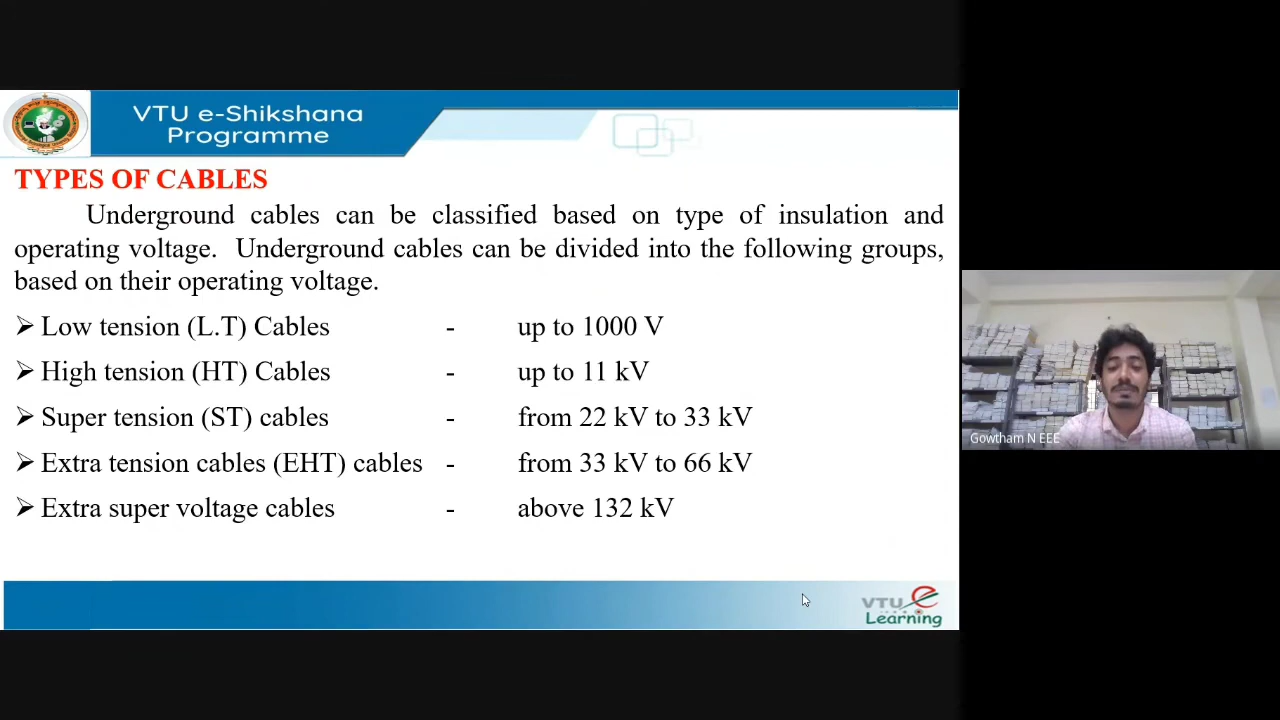 VTU e-Shikshana
Programme
TYPES OF CABLES
Underground cables can be classified based on type of insulation and
operating voltage. Underground cables can be divided into the following groups,
based on their operating voltage.
➢ Low tension (L.T) Cables - up to 1000 V
➢ High tension (HT) Cables - up to 11 kV
➢ Super tension (ST) cables - from 22 kV to 33 kV
➢ Extra tension cables (EHT) cables - from 33 kV to 66 kV
➢ Extra super voltage cables - above 132 kV
Gowtham N EEE
VTU e
Learning